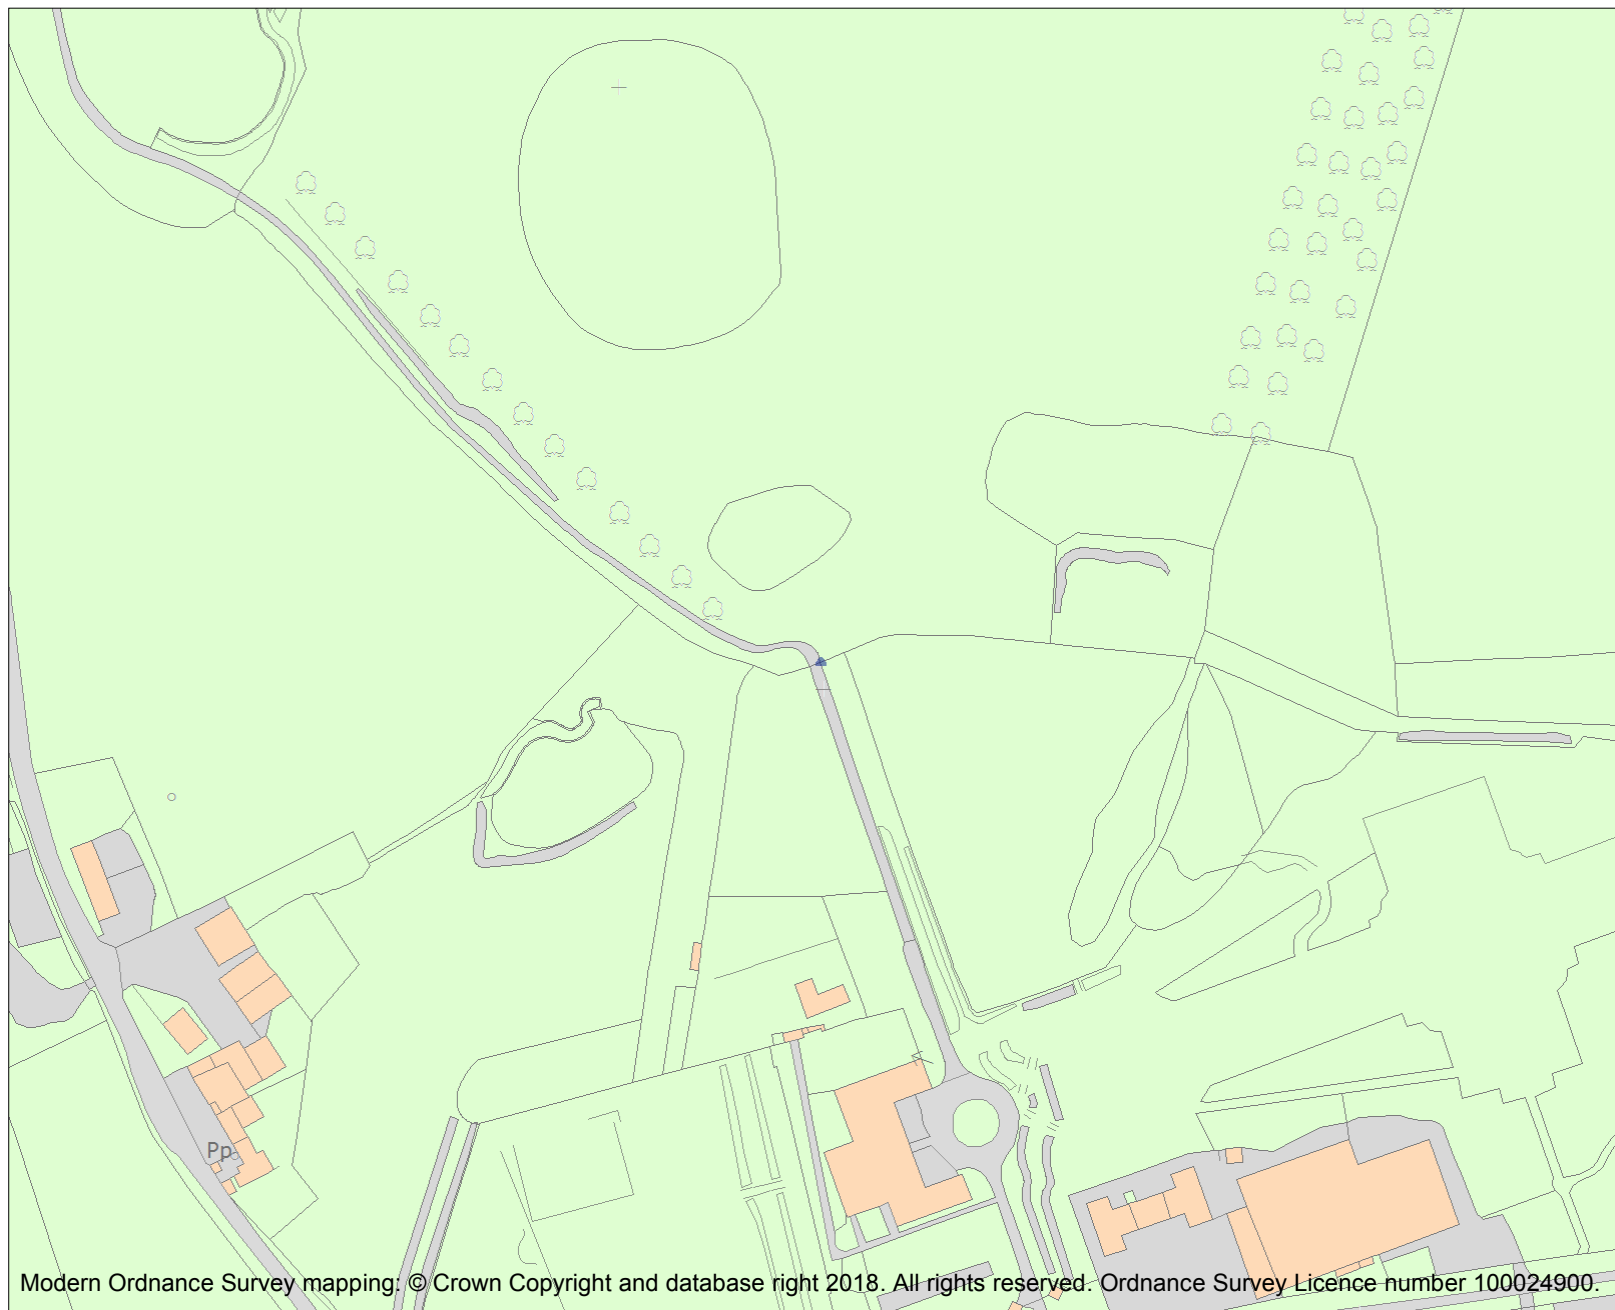 Pp
Modern Ordnance Survey mapping: © Crown Copyright and database right 2018. All rights reserved. Ordnance Survey Licence number 100024900.